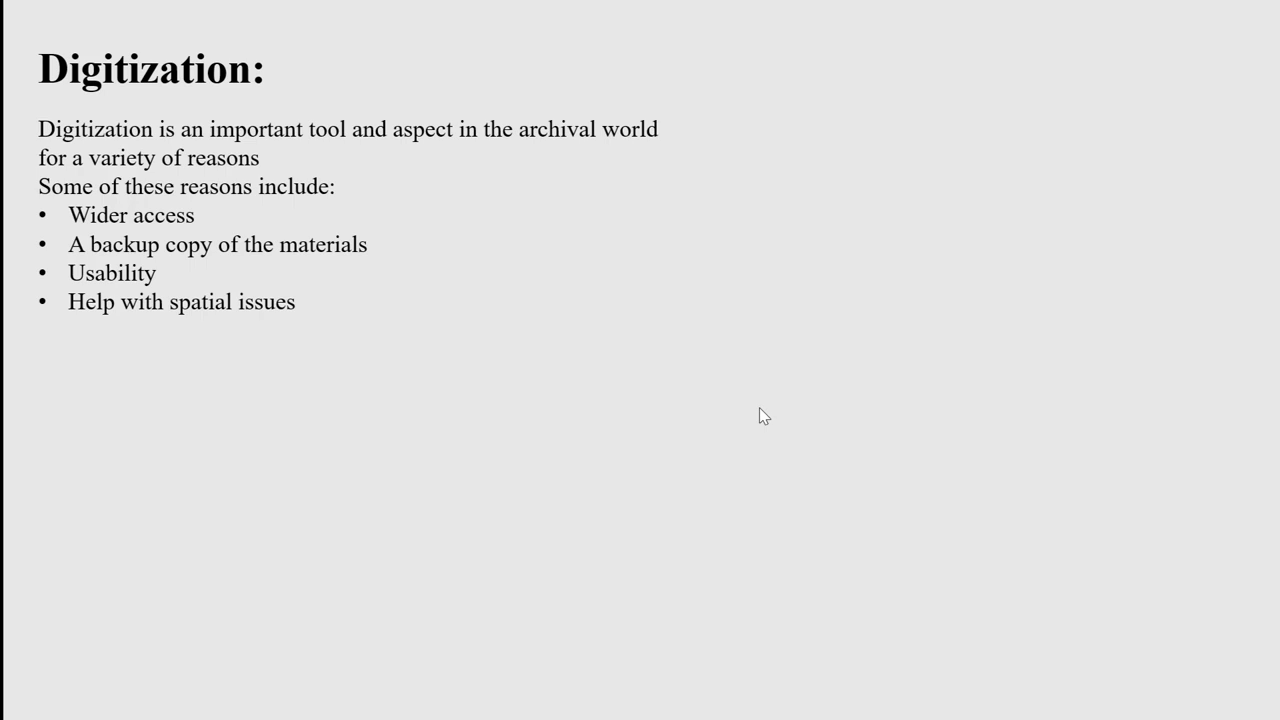 Digitization:
Digitization is an important tool and aspect in the archival world
for a variety of reasons
Some of these reasons include:
• Wider access
• A backup copy of the materials
• Usability
• Help with spatial issues